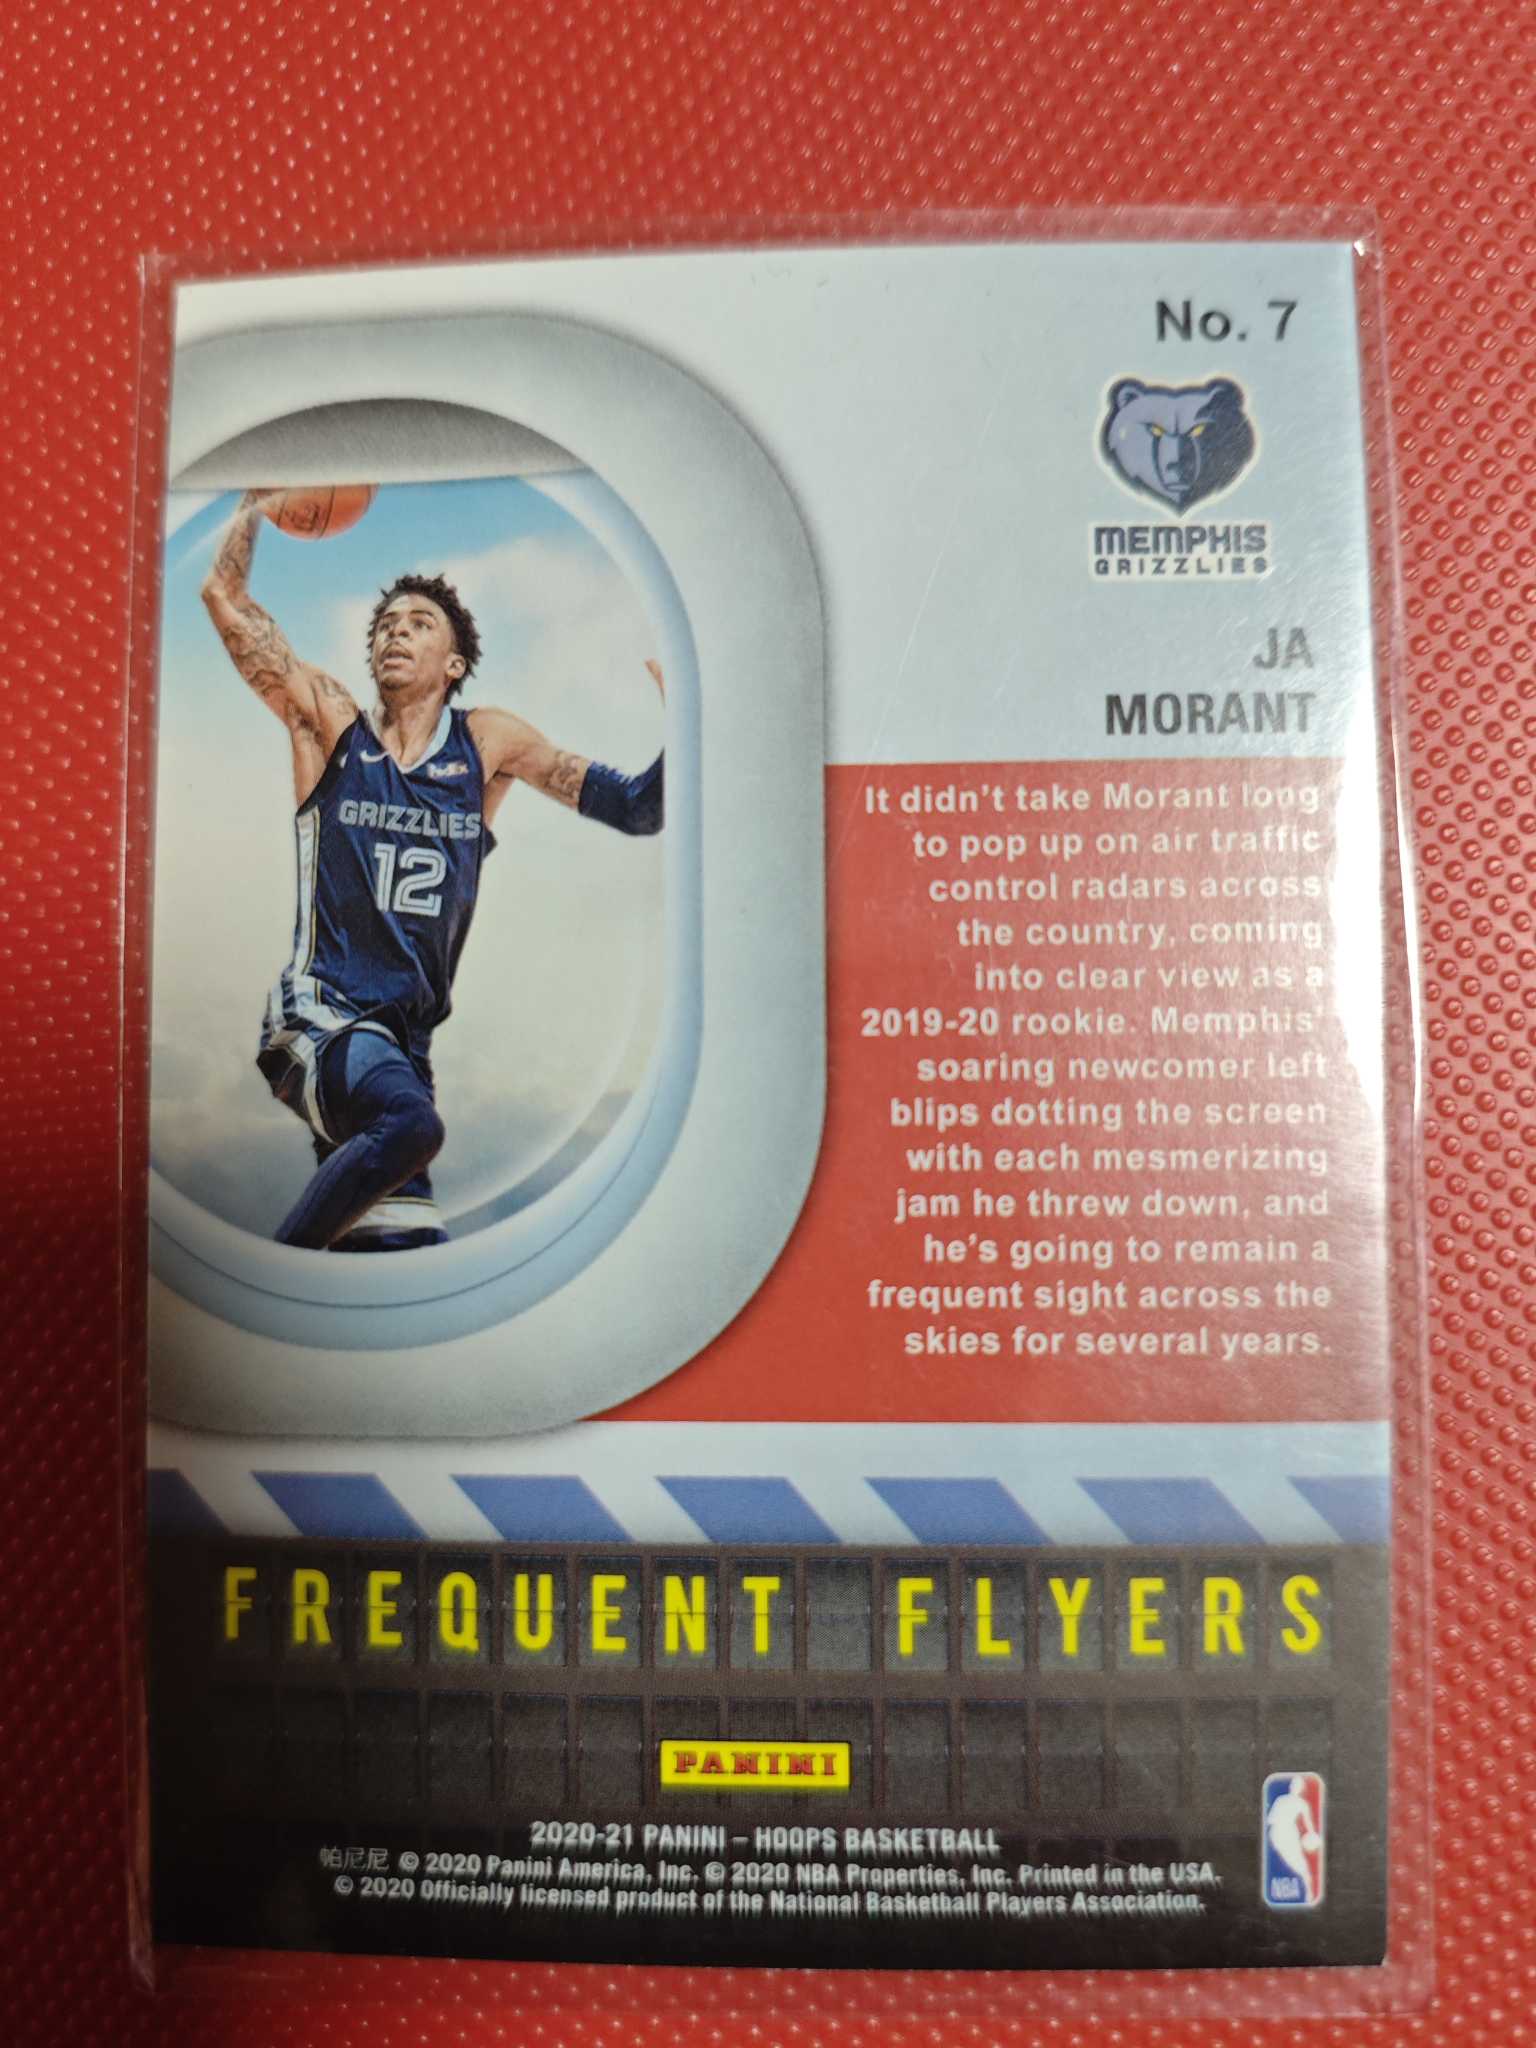 No. 7
MEMPHIS
GRIZZLIES
JA
MORANT
FedEx
GRIZZLIES
12
It didn't take Morant long
to pop up on air traffic
control radars across
the country, coming
into clear view as a
2019-20 rookie. Memphis'
soaring newcomer left
blips dotting the screen
with each mesmerizing
jam he threw down, and
he's going to remain a
frequent sight across the
skies for several years.
FREQUENT FLYERS
PANINI
2020-21 PANINI – HOOPS BASKETBALL
帕尼尼 © 2020 Panini America, Inc. © 2020 NBA Properties, Inc. Printed in the USA.
© 2020 Officially licensed product of the National Basketball Players Association.
NBA